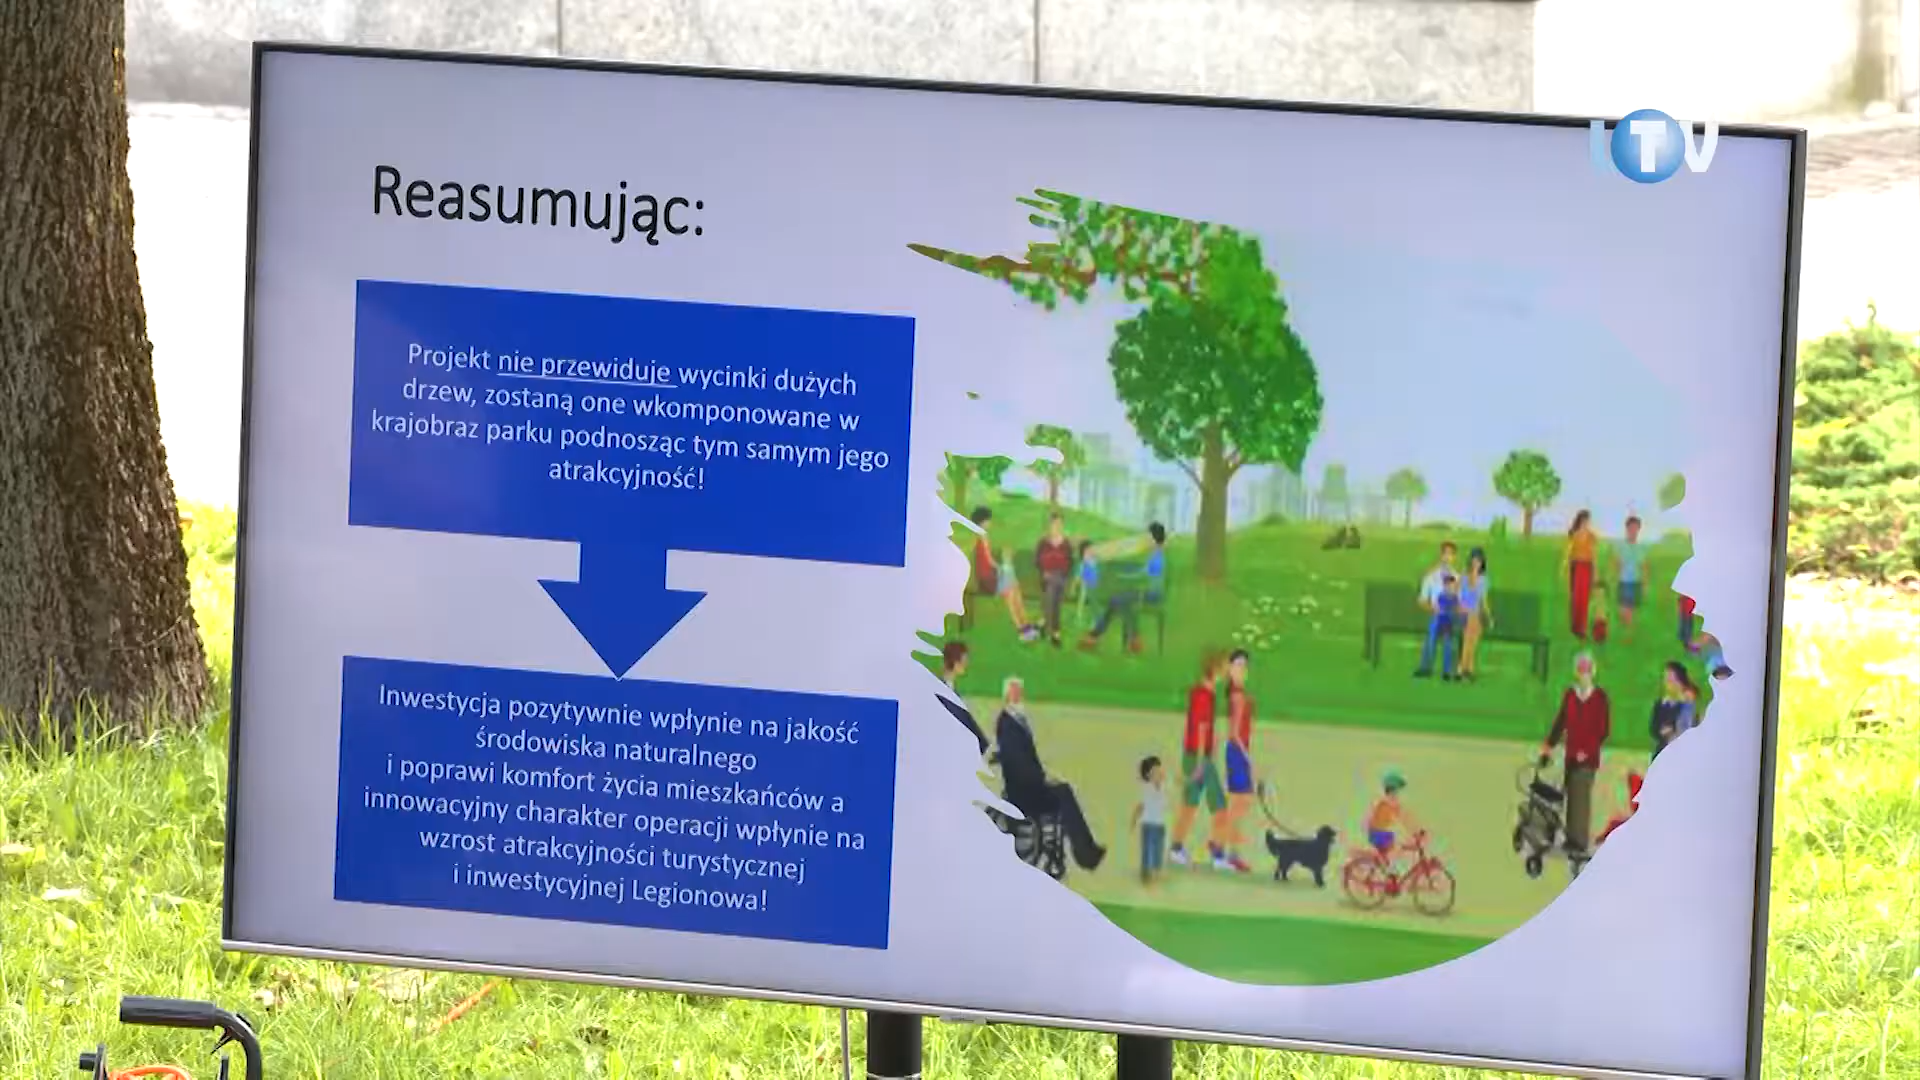 LTV
Reasumując:
Projekt nie przewiduje wycinki dużych
drzew, zostaną one wkomponowane w
krajobraz parku podnosząc tym samym jego
atrakcyjność!
Inwestycja pozytywnie wpłynie na jakość
środowiska naturalnego
i poprawi komfort życia mieszkańców a
innowacyjny charakter operacji wpłynie na
wzrost atrakcyjności turystycznej
i inwestycyjnej Legionowa!